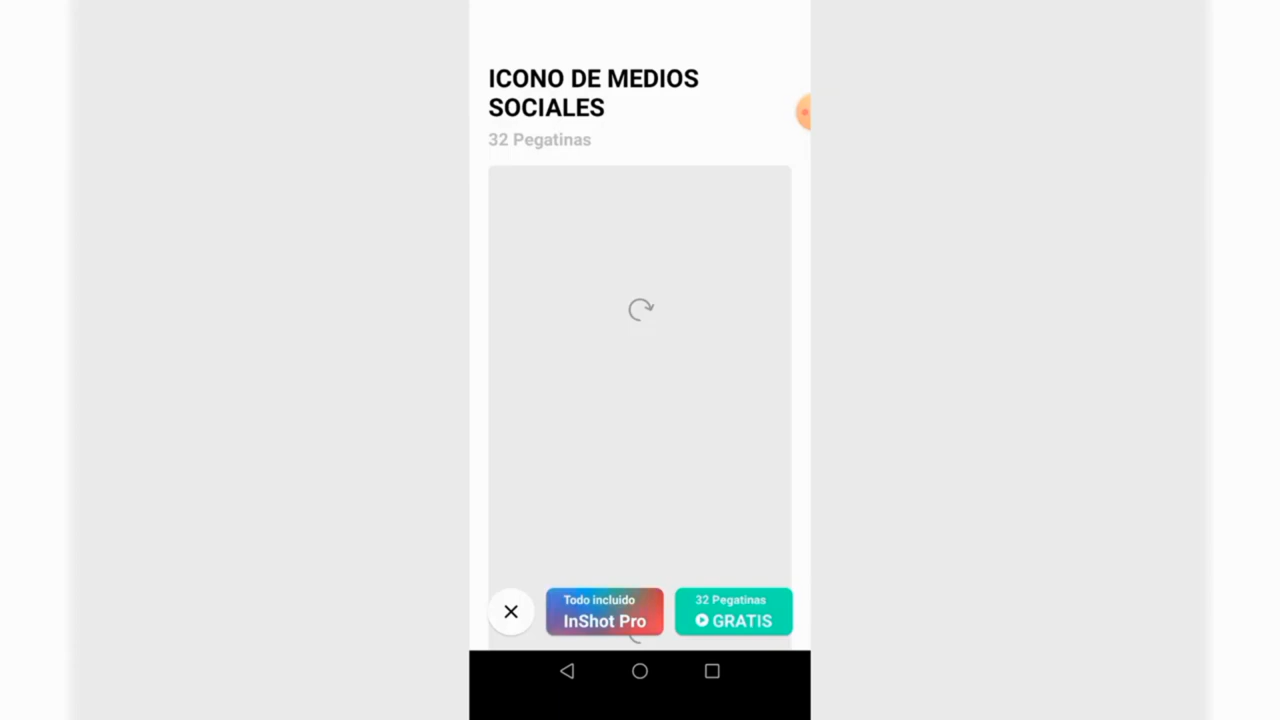 ICONO DE MEDIOS
SOCIALES
32 Pegatinas
Todo incluido
InShot Pro
32 Pegatinas
GRATIS